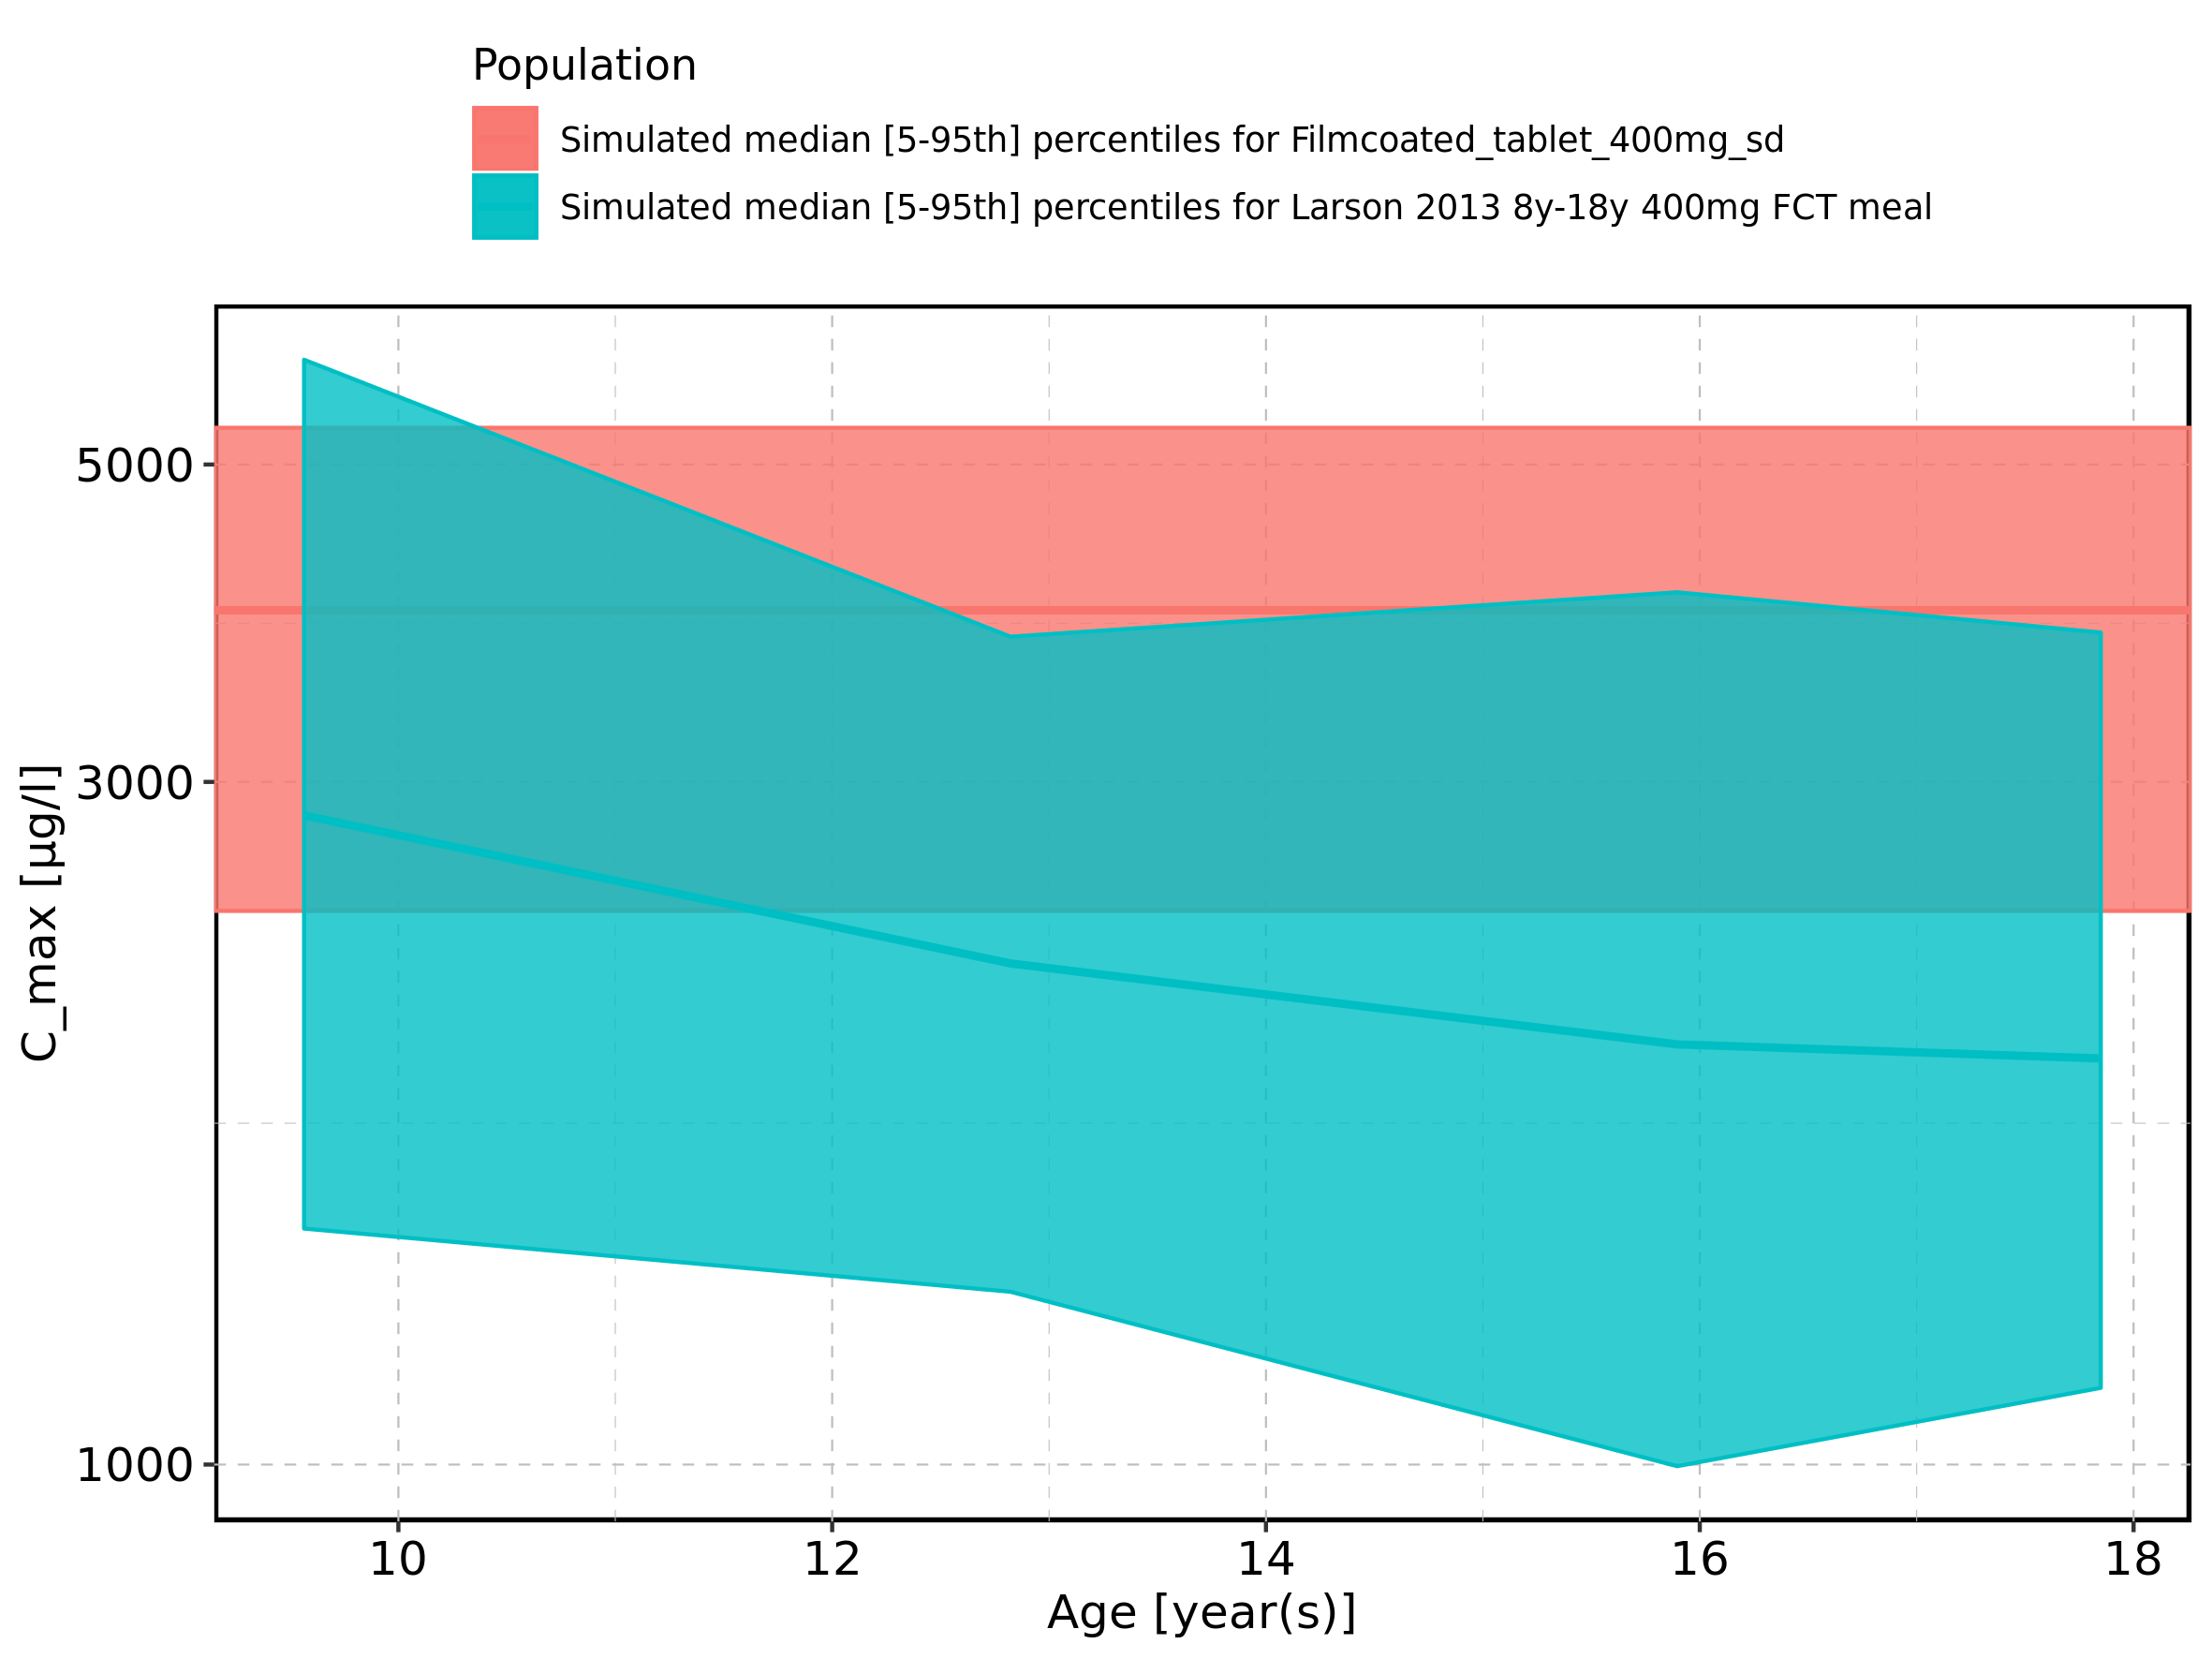 Population
Simulated median [5-95th] percentiles for Filmcoated_tablet_400mg_sd
Simulated median [5-95th] percentiles for Larson 2013 8y-18y 400mg FCT meal
5000
3000
1000
C_max [µg/l]
10 12 14 16 18
Age [year(s)]